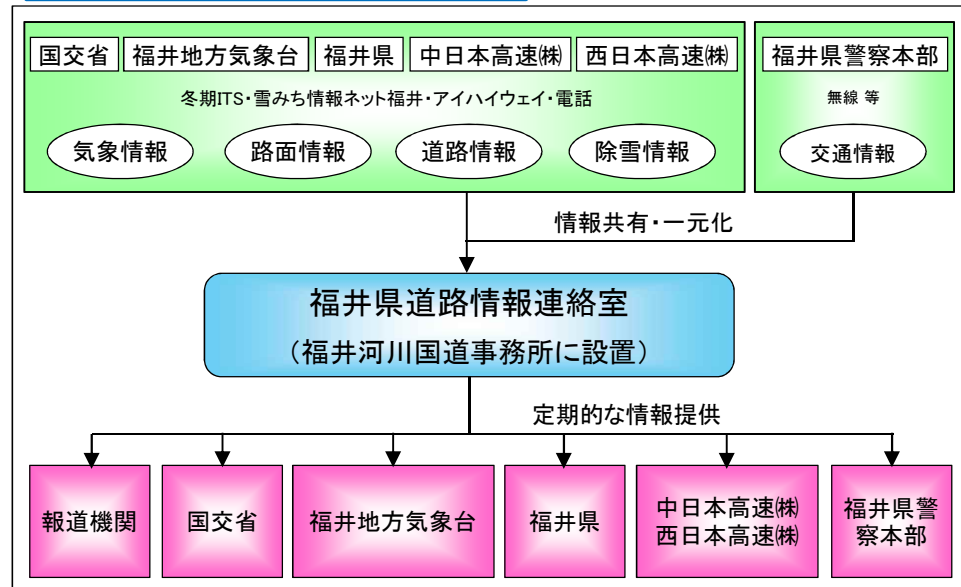 国交省 福井地方気象台 福井県 中日本高速㈱ 西日本高速㈱ 福井県警察本部
冬期ITS・雪みち情報ネット福井・アイハイウェイ・電話 無線 等
気象情報 路面情報 道路情報 除雪情報 交通情報
情報共有・一元化
福井県道路情報連絡室
(福井河川国道事務所に設置)
定期的な情報提供
報道機関
国交省
福井地方気象台
福井県
中日本高速㈱
西日本高速㈱
福井県警
察本部